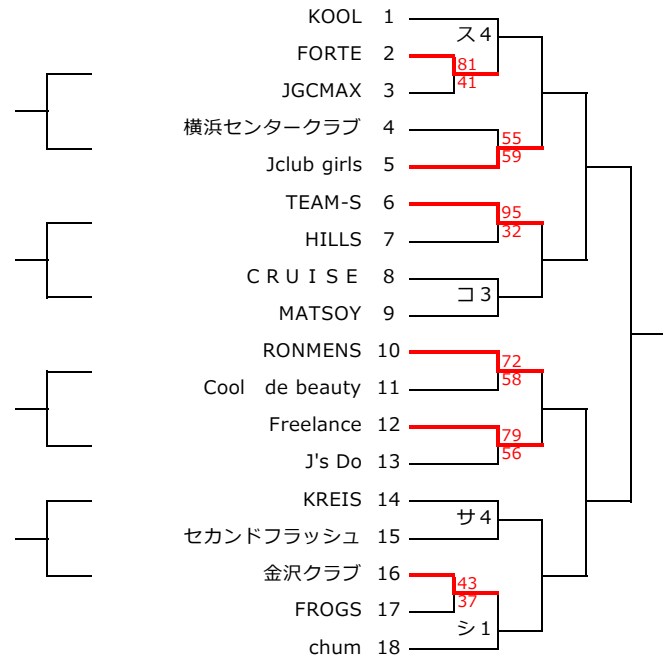 KOOL 1
ス4
FORTE 2
81
JGCMAX 3
41
横浜センタークラブ 4
55
Jclub girls 5
59
TEAM-S 6
95
HILLS 7
32
ＣＲＵＩＳＥ 8
コ3
MATSOY 9
RONMENS 10
72
Cool　de beauty 11
58
Freelance 12
79
J's Do 13
56
KREIS 14
サ4
セカンドフラッシュ 15
金沢クラブ 16
43
FROGS 17
37
シ1
chum 18